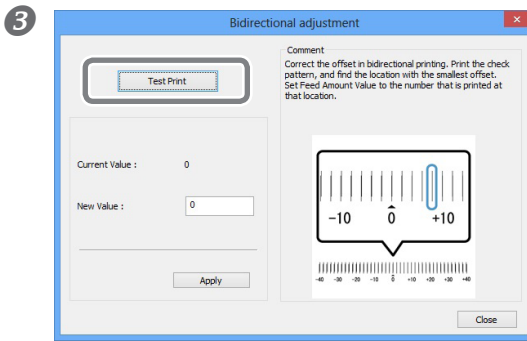 3
Bidirectional adjustment
Test Print
Current Value : 0
New Value : 0
Apply
Comment
Correct the offset in bidirectional printing. Print the check
pattern, and find the location with the smallest offset.
Set Feed Amount Value to the number that is printed at
that location.
-10 0 +10
-40 -30 -20 -10 0 +10 +20 +30 +40
Close